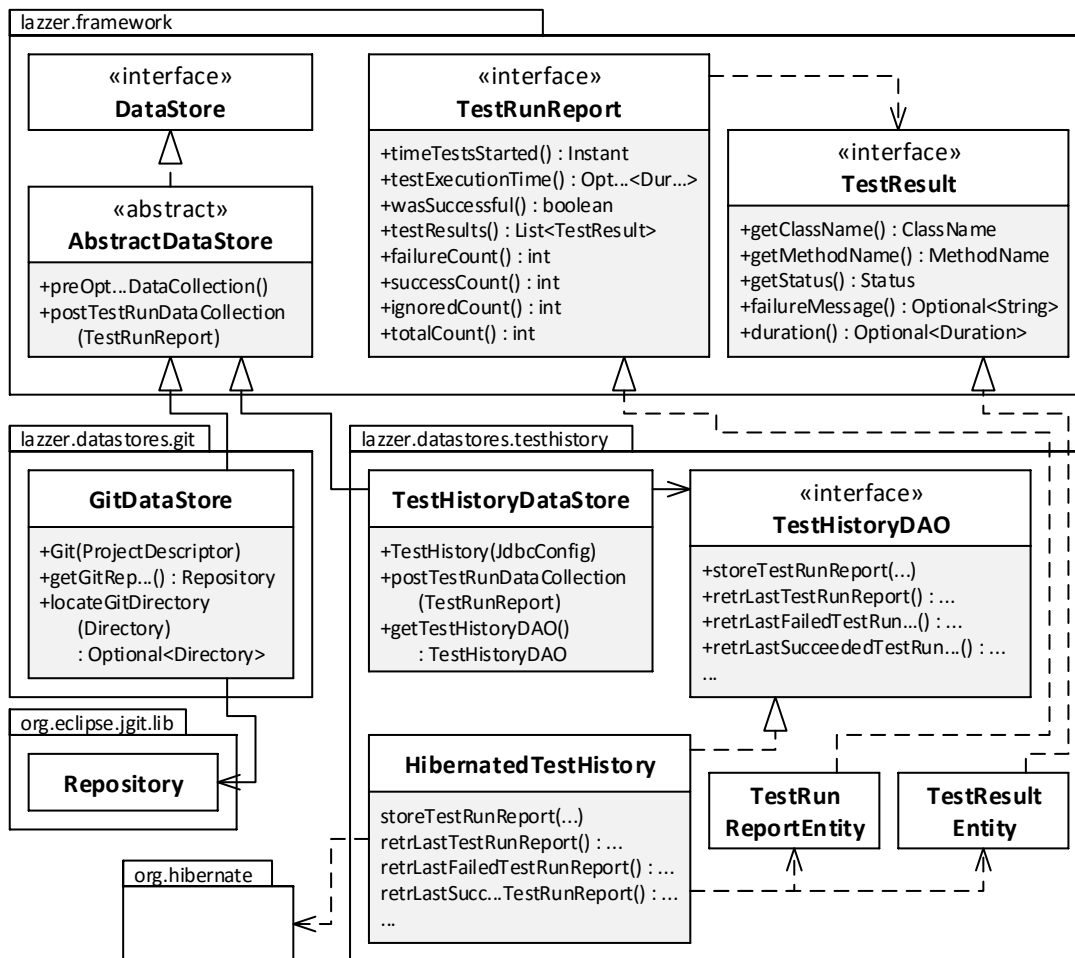 lazzer.framework
«interface»
DataStore
«abstract»
AbstractDataStore
+preOpt...DataCollection()
+postTestRunDataCollection
(TestRunReport)
«interface»
TestRunReport
+timeTestsStarted() : Instant
+testExecutionTime() : Opt...<Dur...>
+wasSuccessful() : boolean
+testResults() : List<TestResult>
+failureCount() : int
+successCount() : int
+ignoredCount() : int
+totalCount() : int
«interface»
TestResult
+getClassName() : ClassName
+getMethodName() : MethodName
+getStatus() : Status
+failureMessage() : Optional<String>
+duration() : Optional<Duration>
lazzer.datastores.git
GitDataStore
+Git(ProjectDescriptor)
+getGitRep...() : Repository
+locateGitDirectory
(Directory)
: Optional<Directory>
lazzer.datastores.testhistory
TestHistoryDataStore
+TestHistory(JdbcConfig)
+postTestRunDataCollection
(TestRunReport)
+getTestHistoryDAO()
: TestHistoryDAO
«interface»
TestHistoryDAO
+storeTestRunReport(...)
+retrLastTestRunReport() : ...
+retrLastFailedTestRun...() : ...
+retrLastSucceededTestRun...() : ...
...
org.eclipse.jgit.lib
Repository
HibernatedTestHistory
storeTestRunReport(...)
retrLastTestRunReport() : ...
retrLastFailedTestRunReport() : ...
retrLastSucc...TestRunReport() : ...
...
TestRun
ReportEntity
TestResult
Entity
org.hibernate